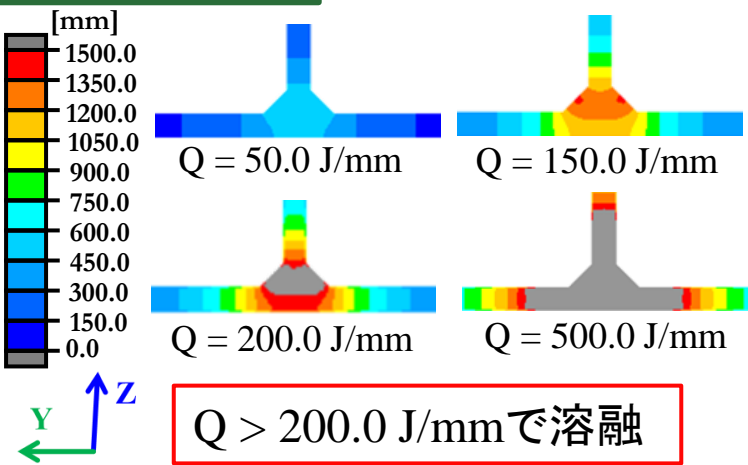 [mm]
1500.0
1350.0
1200.0
1050.0
900.0
750.0
600.0
450.0
300.0
150.0
0.0
Q = 50.0 J/mm
Q = 150.0 J/mm
Q = 200.0 J/mm
Q = 500.0 J/mm
Z
Y
Q > 200.0 J/mmで溶融